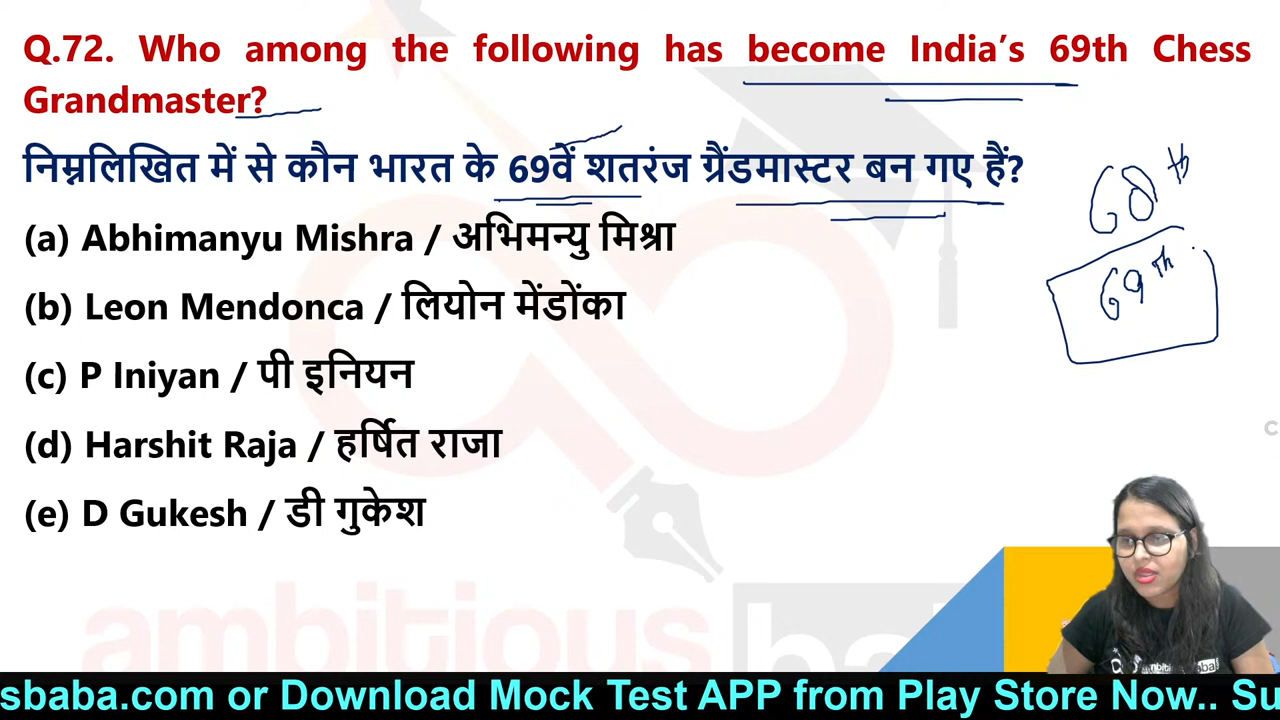 Q.72. Who among the following has become India’s 69th Chess
Grandmaster?
निम्नलिखित में से कौन भारत के 69वें शतरंज ग्रैंडमास्टर बन गए हैं?
68th
69th
(a) Abhimanyu Mishra / अभिमन्यु मिश्रा
(b) Leon Mendonca / लियोन मेंडोंका
(c) P Iniyan / पी इनियन
(d) Harshit Raja / हर्षित राजा
(e) D Gukesh / डी गुकेश
C
ambitious
sbaba.com or Download Mock Test APP from Play Store Now.. Su